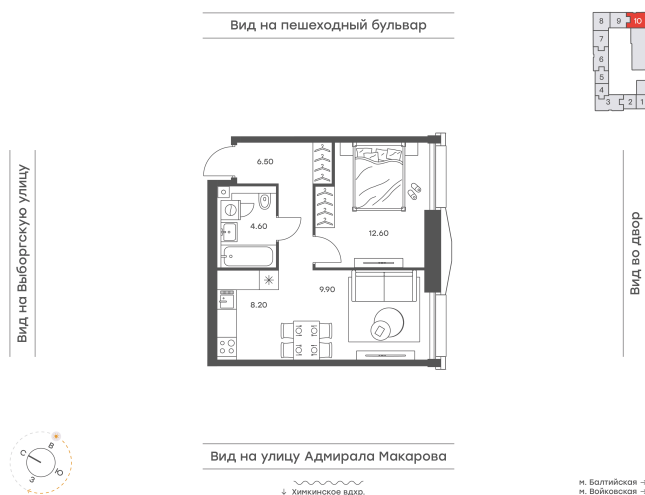 Вид на пешеходный бульвар
8 9 10
7
6
5
4
3 2 1
6.50
4.60
12.60
9.90
8.20
Вид на Выборгскую улицу
Вид во двор
Вид на улицу Адмирала Макарова
↓ Химкинское вдхр.
В
С
Ю
З
м. Балтийская →
м. Войковская →